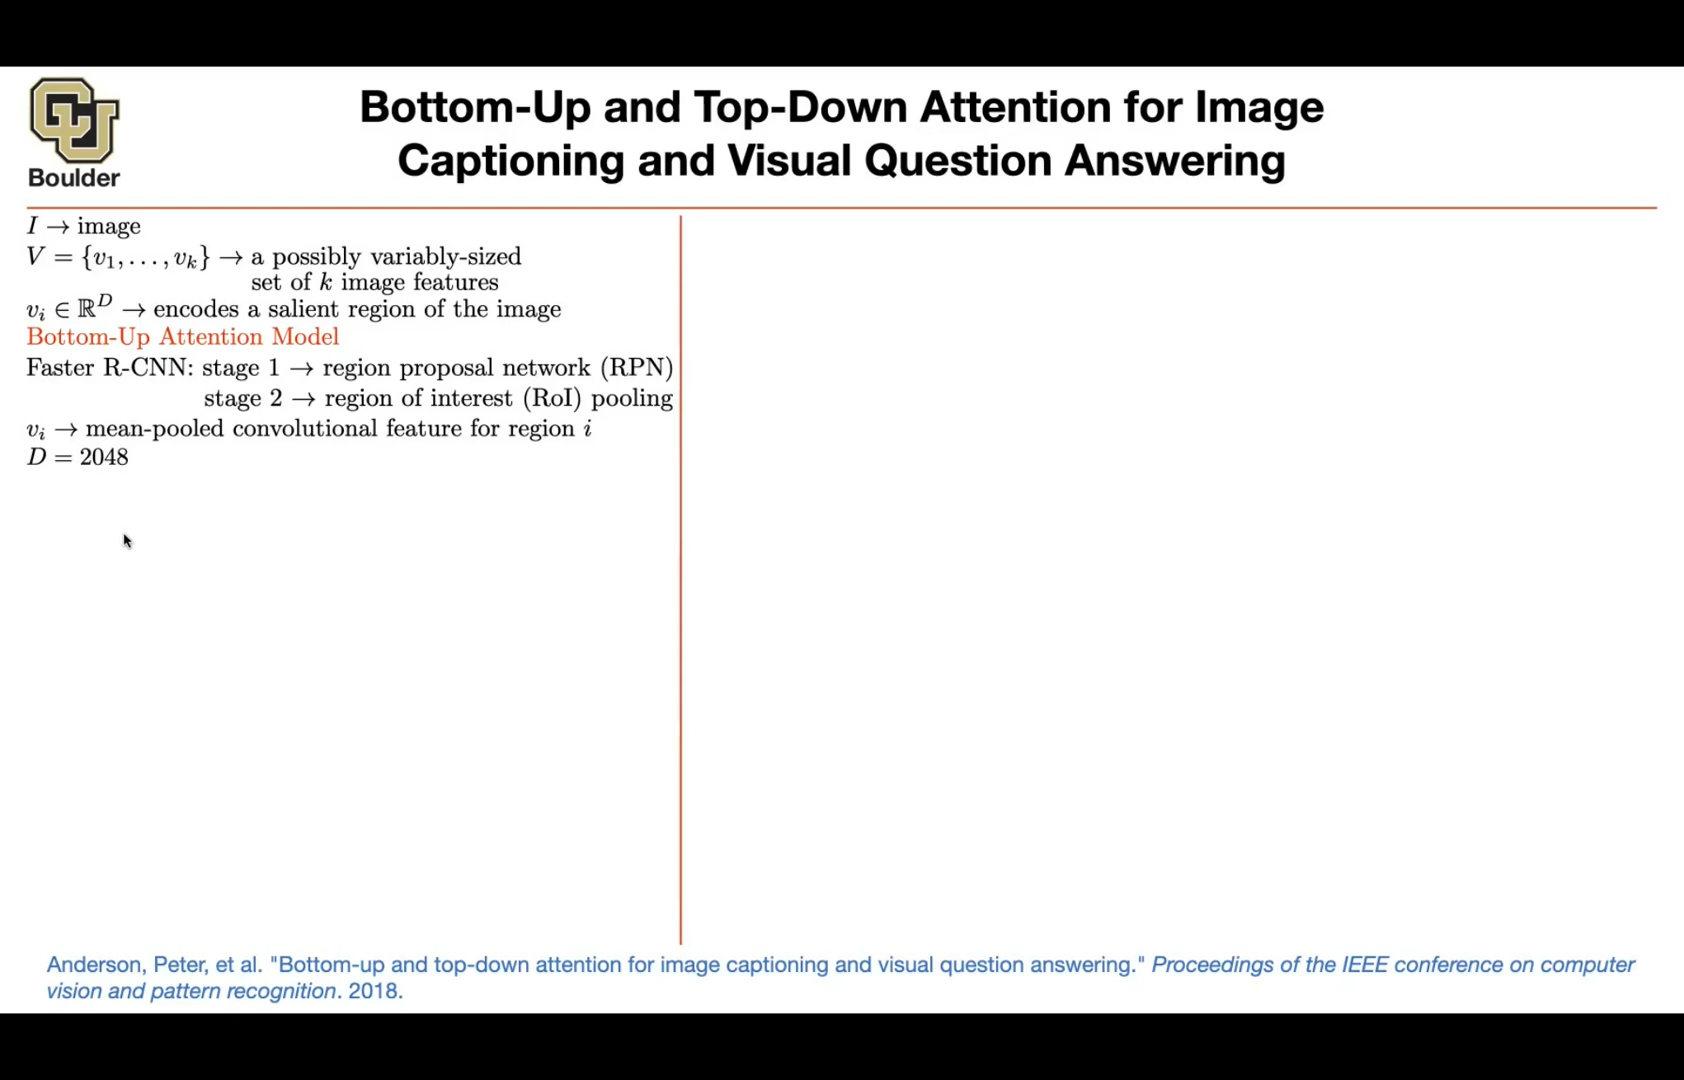 Boulder
Bottom-Up and Top-Down Attention for Image
Captioning and Visual Question Answering
I → image
V = {v₁, . . . , vₖ} → a possibly variably-sized
set of k image features
vᵢ ∈ ℝᴰ → encodes a salient region of the image
Bottom-Up Attention Model
Faster R-CNN: stage 1 → region proposal network (RPN)
stage 2 → region of interest (RoI) pooling
vᵢ → mean-pooled convolutional feature for region i
D = 2048
Anderson, Peter, et al. "Bottom-up and top-down attention for image captioning and visual question answering." Proceedings of the IEEE conference on computer
vision and pattern recognition. 2018.